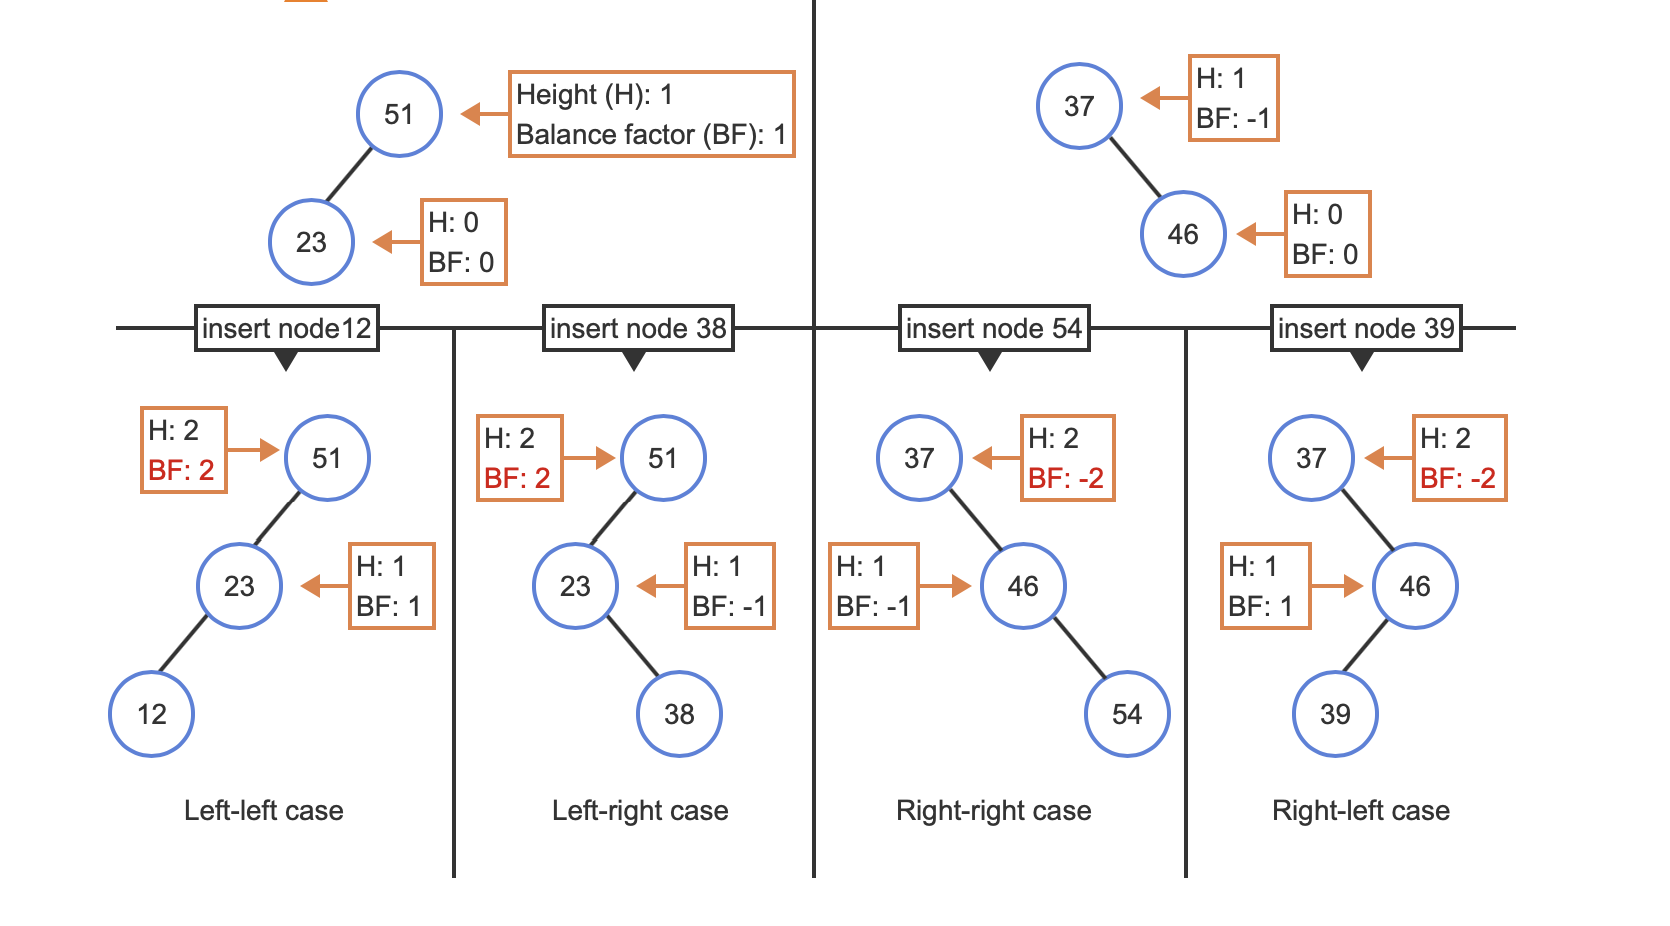 51
Height (H): 1
Balance factor (BF): 1
23
H: 0
BF: 0
37
H: 1
BF: -1
46
H: 0
BF: 0
insert node12
insert node 38
insert node 54
insert node 39
H: 2
BF: 2
51
23
H: 1
BF: 1
12
Left-left case
H: 2
BF: 2
51
23
H: 1
BF: -1
38
Left-right case
37
H: 2
BF: -2
H: 1
BF: -1
46
54
Right-right case
37
H: 2
BF: -2
H: 1
BF: 1
46
39
Right-left case